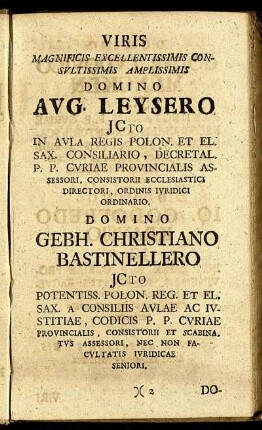 VIRIS
MAGNIFICIS EXCELLENTISSIMIS CON-
SVLTISSIMIS AMPLISSIMIS
DOMINO
AVG. LEYSERO
JCTO
IN AVLA REGIS POLON. ET EL.
SAX. CONSILIARIO, DECRETAL.
P. P. CVRIAE PROVINCIALIS AS-
SESSORI, CONSISTORII ECCLESIASTICI
DIRECTORI, ORDINIS IVRIDICI
ORDINARIO,
DOMINO
GEBH. CHRISTIANO
BASTINELLERO
JCTO
POTENTISS. POLON. REG. ET EL.
SAX. A CONSILIIS AVLAE AC IV-
STITIAE, CODICIS P. P. CVRIAE
PROVINCIALIS, CONSISTORII ET SCABINA-
TVS ASSESSORI, NEC NON FA-
CVLTATIS IVRIDICAE
SENIORI,
)( 2 DO-